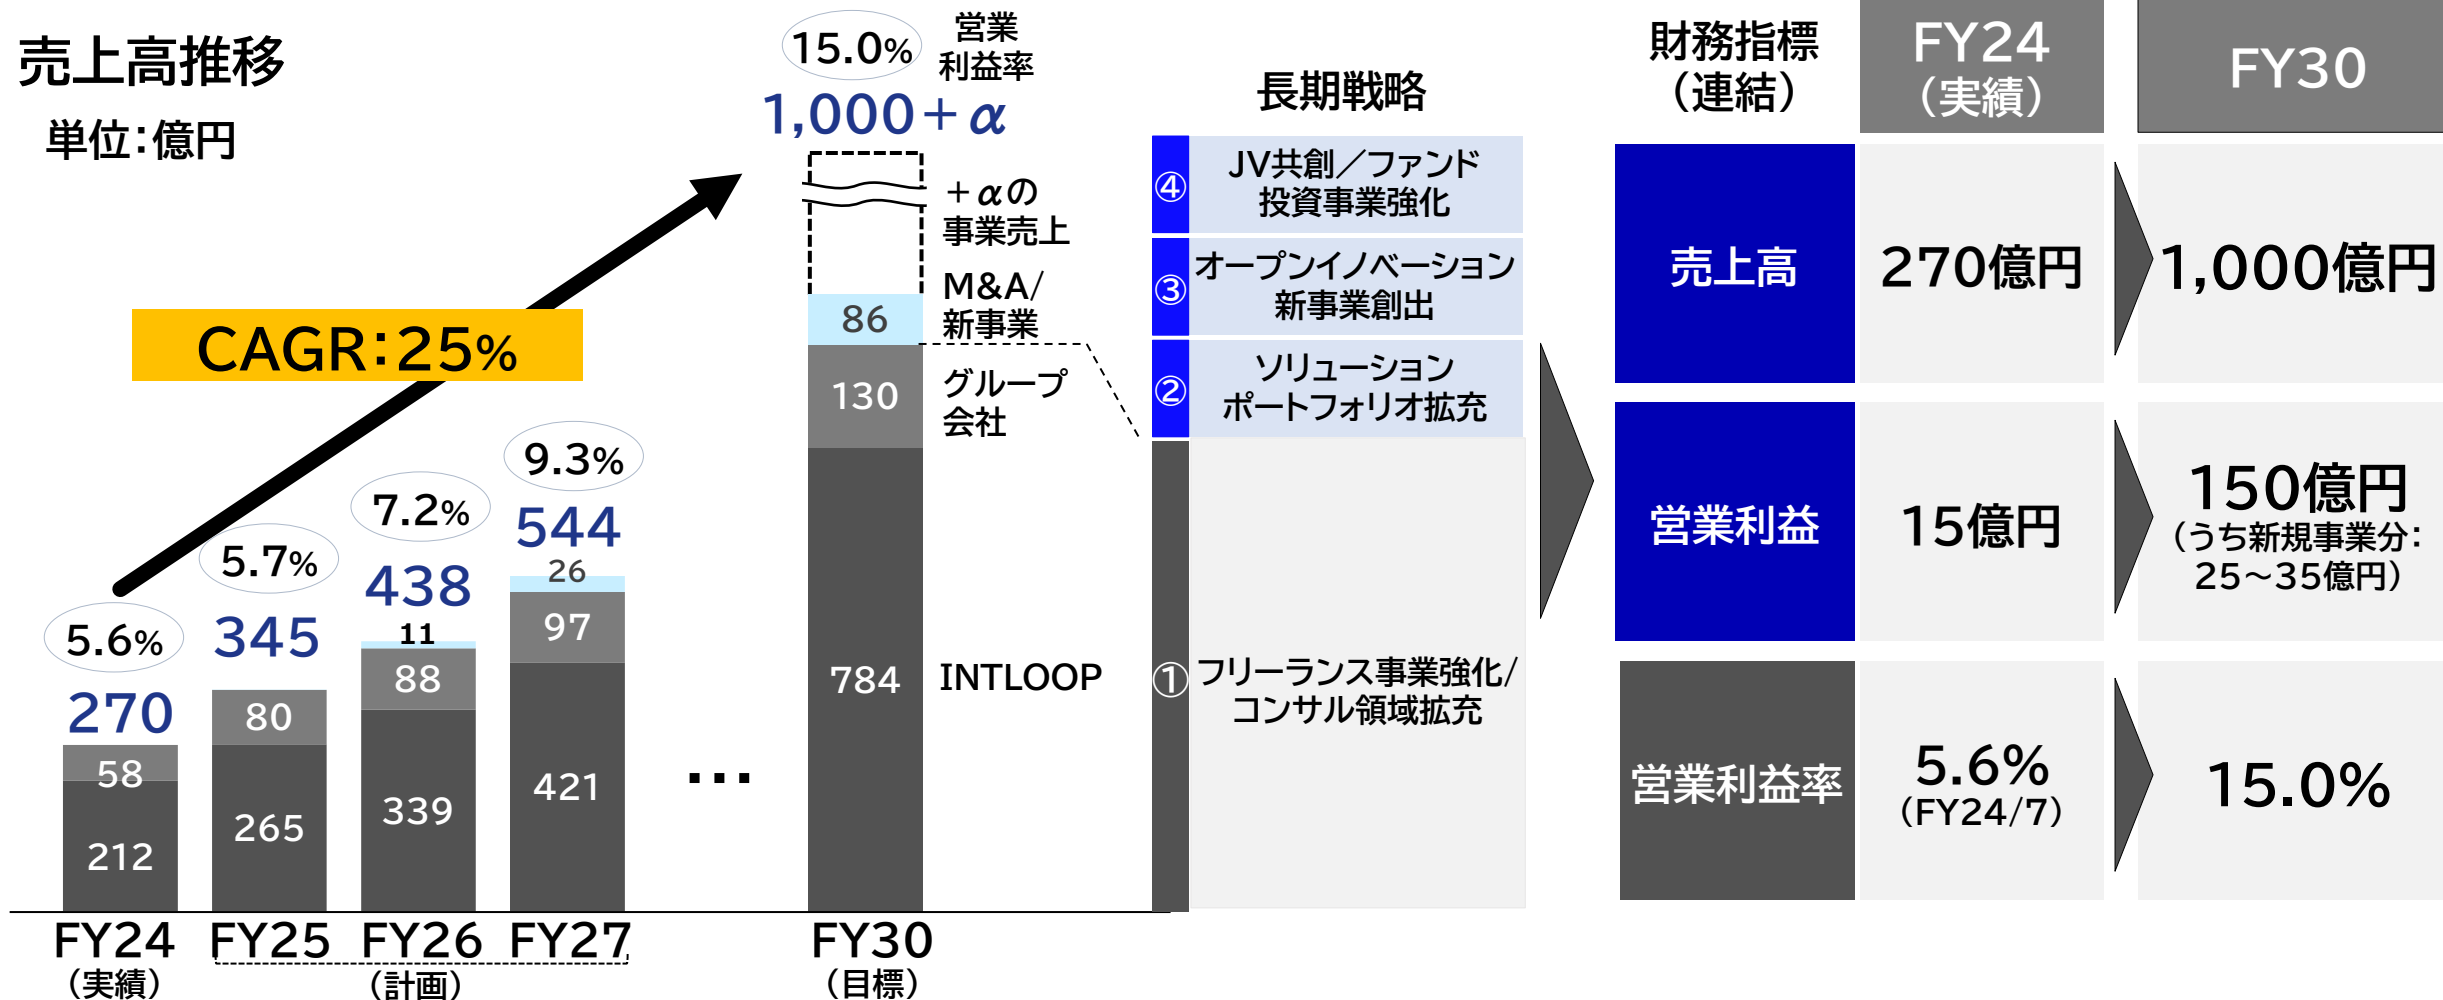 売上高推移
単位：億円
15.0%
営業
利益率
1,000+α
+αの
事業売上
M&A/
新事業
86
グループ
会社
130
INTLOOP
784
CAGR：25%
5.6%
270
58
212
5.7%
345
80
265
7.2%
438
11
88
339
9.3%
544
26
97
421
…
FY24
（実績）
FY25
FY26
FY27
（計画）
FY30
（目標）
長期戦略
④
JV共創／ファンド
投資事業強化
③
オープンイノベーション
新事業創出
②
ソリューション
ポートフォリオ拡充
①
フリーランス事業強化/
コンサル領域拡充
財務指標
（連結）
FY24
（実績）
FY30
売上高
270億円
1,000億円
営業利益
15億円
150億円
（うち新規事業分：
25～35億円）
営業利益率
5.6%
（FY24/7）
15.0%